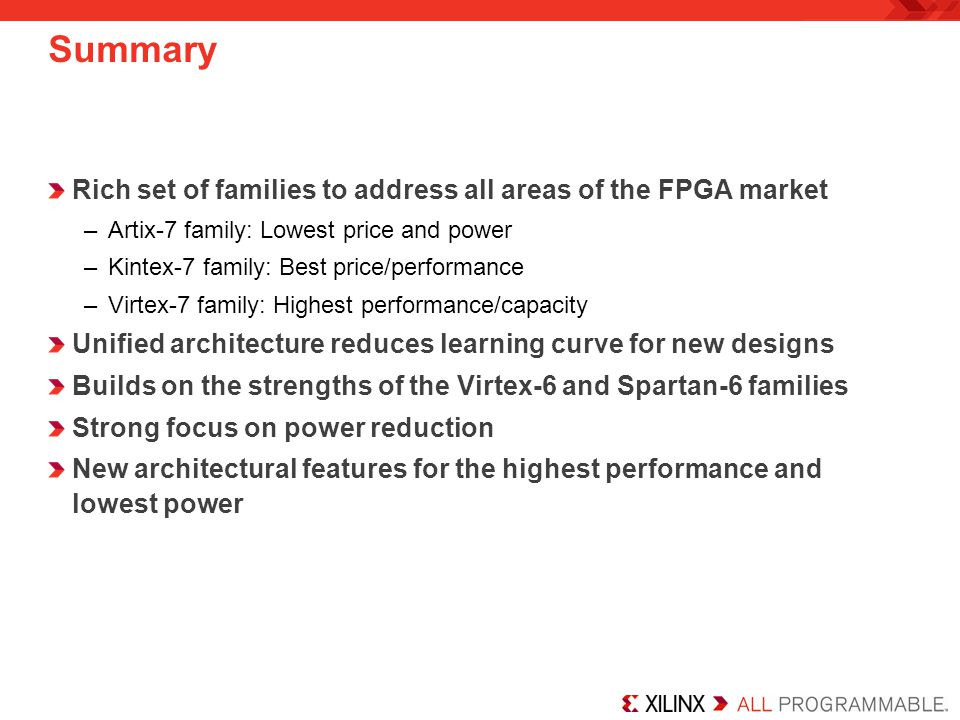 Summary
Rich set of families to address all areas of the FPGA market
– Artix-7 family: Lowest price and power
– Kintex-7 family: Best price/performance
– Virtex-7 family: Highest performance/capacity
Unified architecture reduces learning curve for new designs
Builds on the strengths of the Virtex-6 and Spartan-6 families
Strong focus on power reduction
New architectural features for the highest performance and
lowest power
XILINX ALL PROGRAMMABLE™